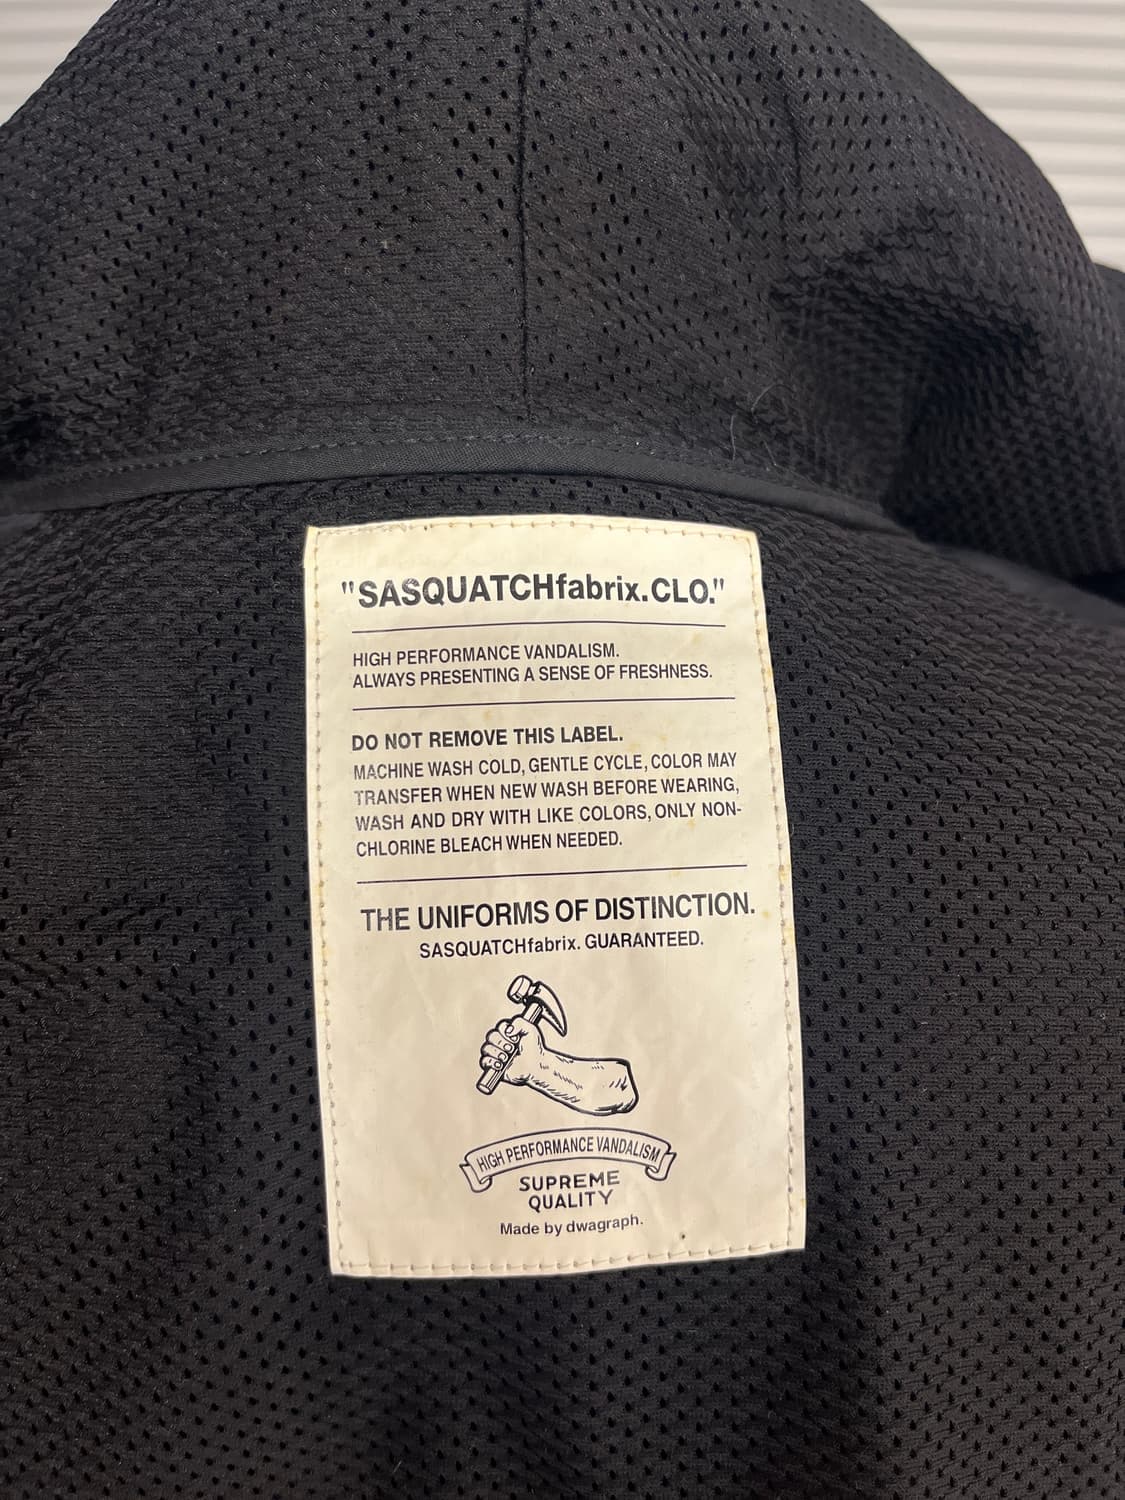 "SASQUATCHfabrix.CLO."
HIGH PERFORMANCE VANDALISM.
ALWAYS PRESENTING A SENSE OF FRESHNESS.
DO NOT REMOVE THIS LABEL.
MACHINE WASH COLD, GENTLE CYCLE, COLOR MAY
TRANSFER WHEN NEW WASH BEFORE WEARING,
WASH AND DRY WITH LIKE COLORS, ONLY NON-
CHLORINE BLEACH WHEN NEEDED.
THE UNIFORMS OF DISTINCTION.
SASQUATCHfabrix. GUARANTEED.
HIGH PERFORMANCE VANDALISM
SUPREME
QUALITY
Made by dwagraph.